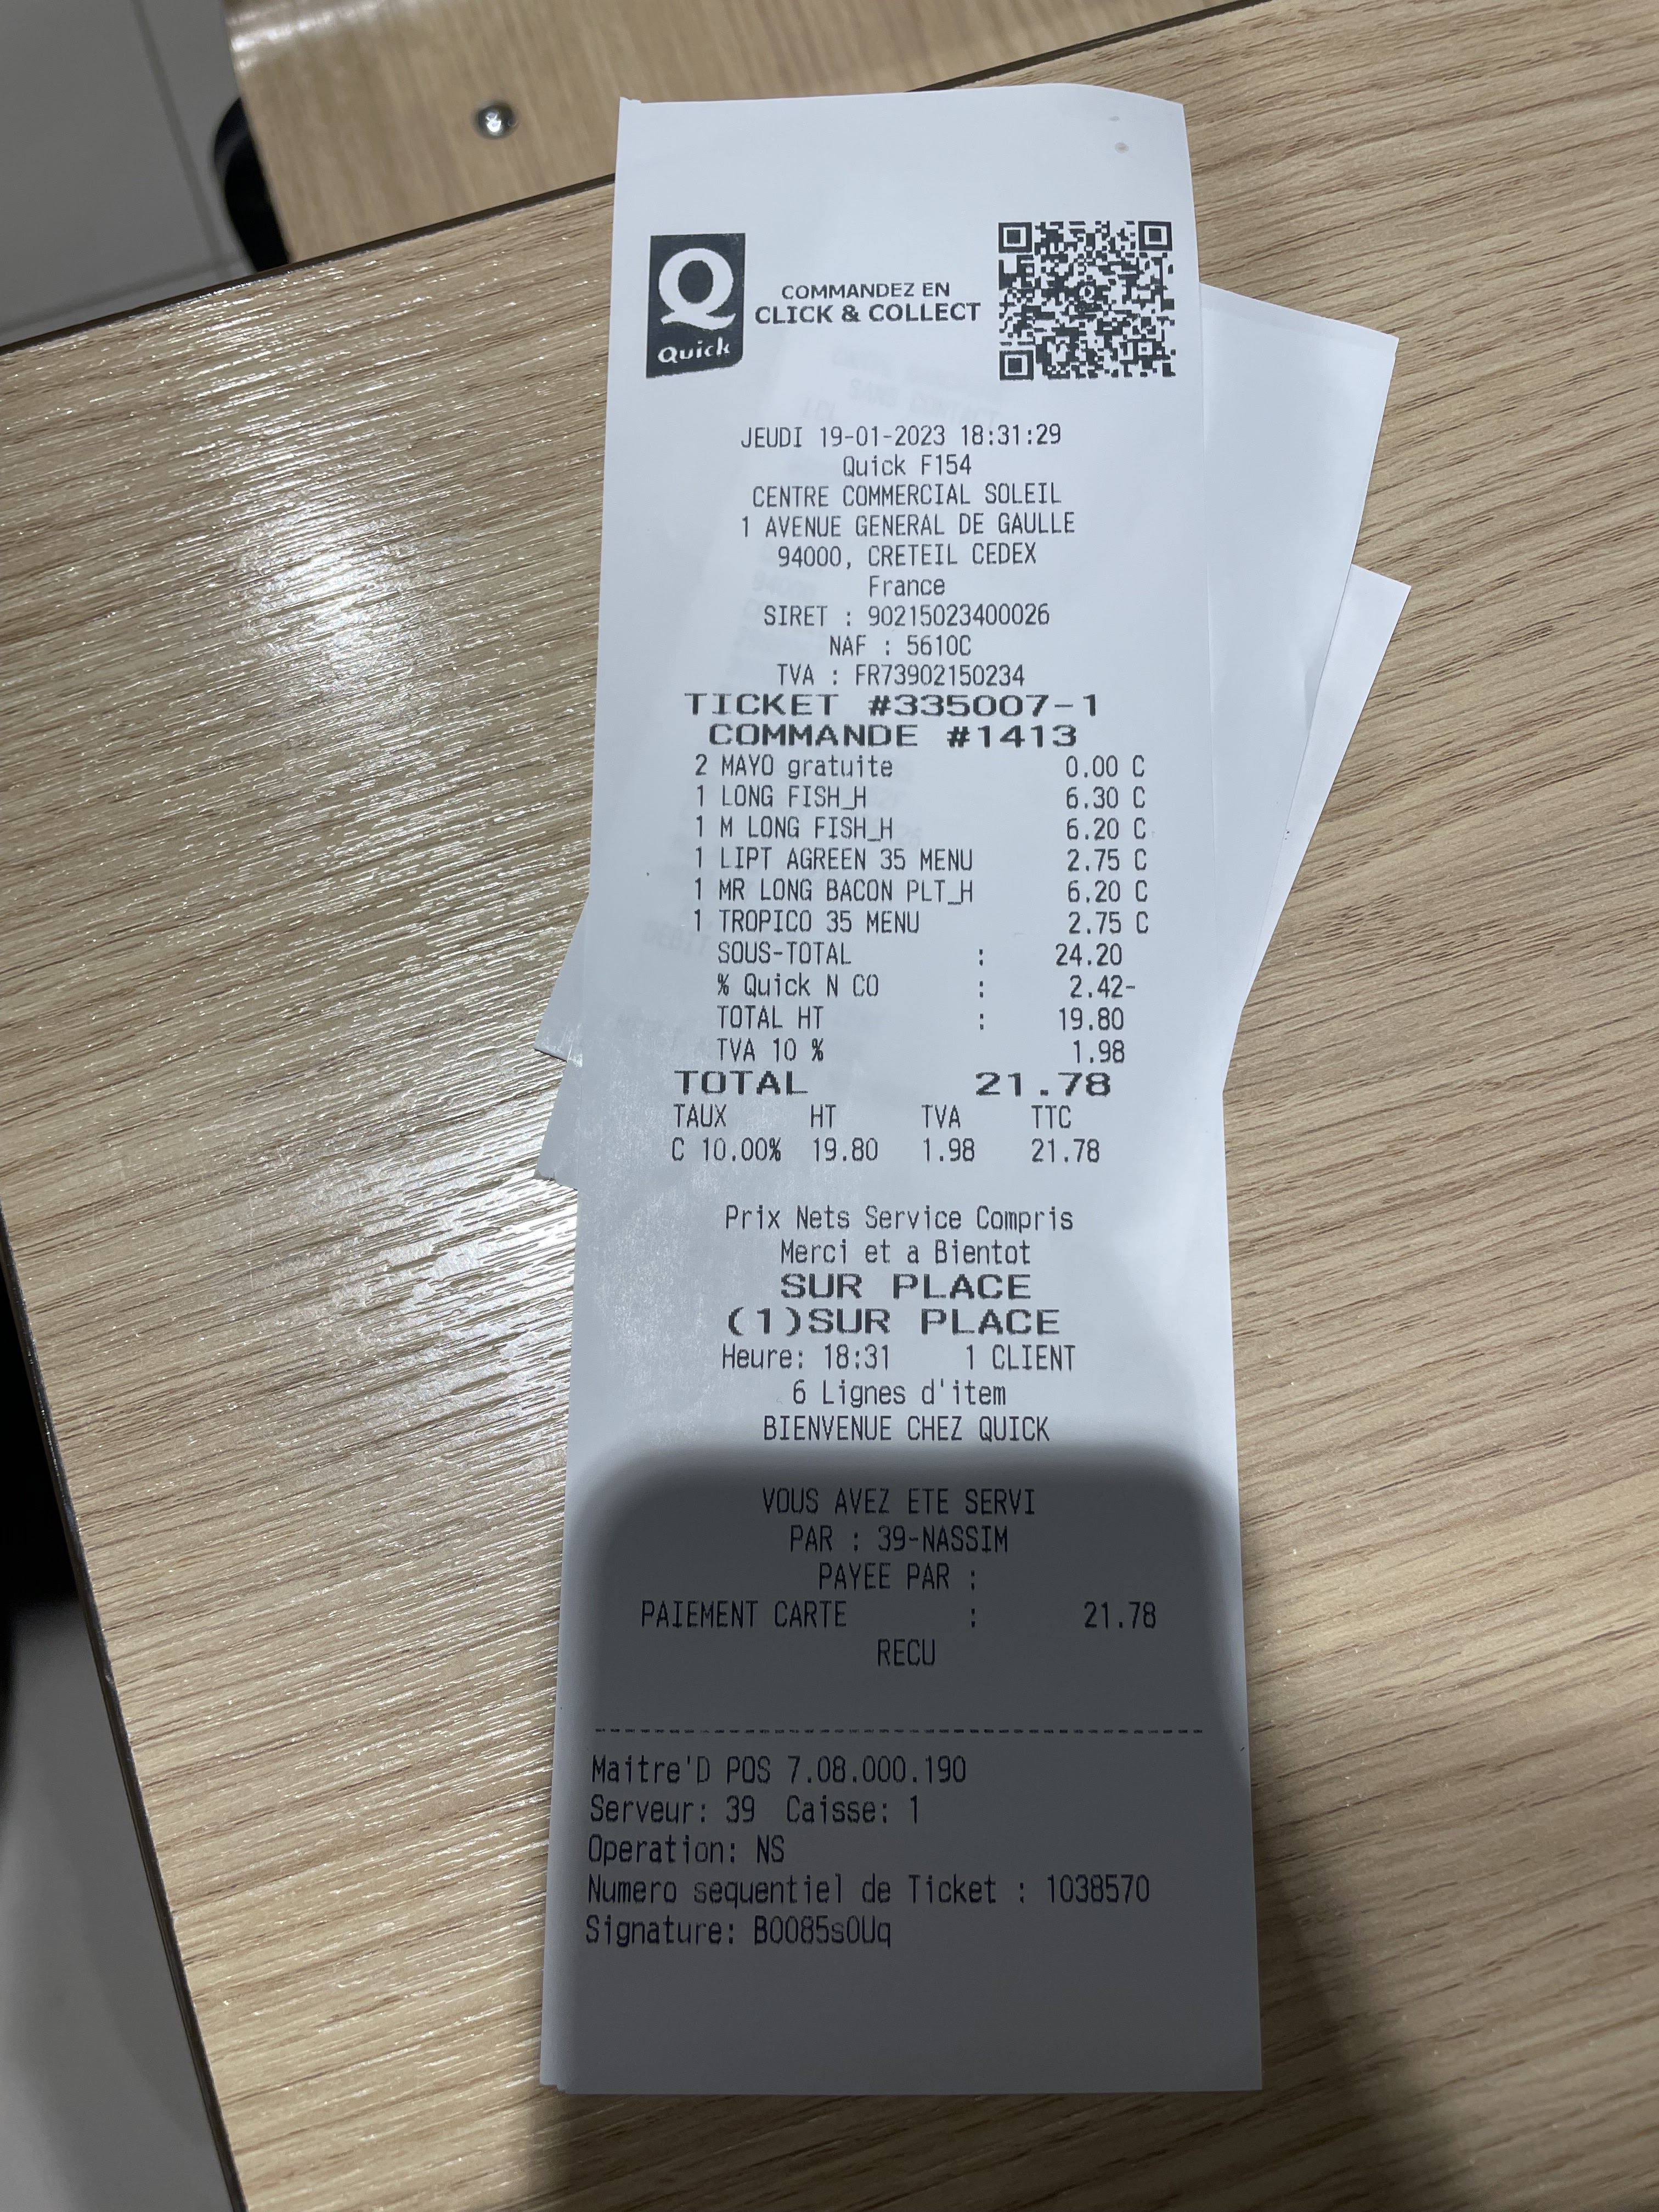 Q
Quick
COMMANDEZ EN
CLICK & COLLECT
JEUDI 19-01-2023 18:31:29
Quick F154
CENTRE COMMERCIAL SOLEIL
1 AVENUE GENERAL DE GAULLE
94000, CRETEIL CEDEX
France
SIRET : 90215023400026
NAF : 5610C
TVA : FR73902150234
TICKET #335007-1
COMMANDE #1413
2 MAYO gratuite 0.00 C
1 LONG FISH_H 6.30 C
1 M LONG FISH_H 6.20 C
1 LIPT AGREEN 35 MENU 2.75 C
1 MR LONG BACON PLT_H 6.20 C
1 TROPICO 35 MENU 2.75 C
SOUS-TOTAL : 24.20
% Quick N CO : 2.42-
TOTAL HT : 19.80
TVA 10 % 1.98
TOTAL 21.78
TAUX HT TVA TTC
C 10.00% 19.80 1.98 21.78
Prix Nets Service Compris
Merci et a Bientot
SUR PLACE
(1)SUR PLACE
Heure: 18:31 1 CLIENT
6 Lignes d'item
BIENVENUE CHEZ QUICK
VOUS AVEZ ETE SERVI
PAR : 39-NASSIM
PAYEE PAR :
PAIEMENT CARTE : 21.78
RECU
Maitre'D POS 7.08.000.190
Serveur: 39 Caisse: 1
Operation: NS
Numero sequentiel de Ticket : 1038570
Signature: B0085s0Uq